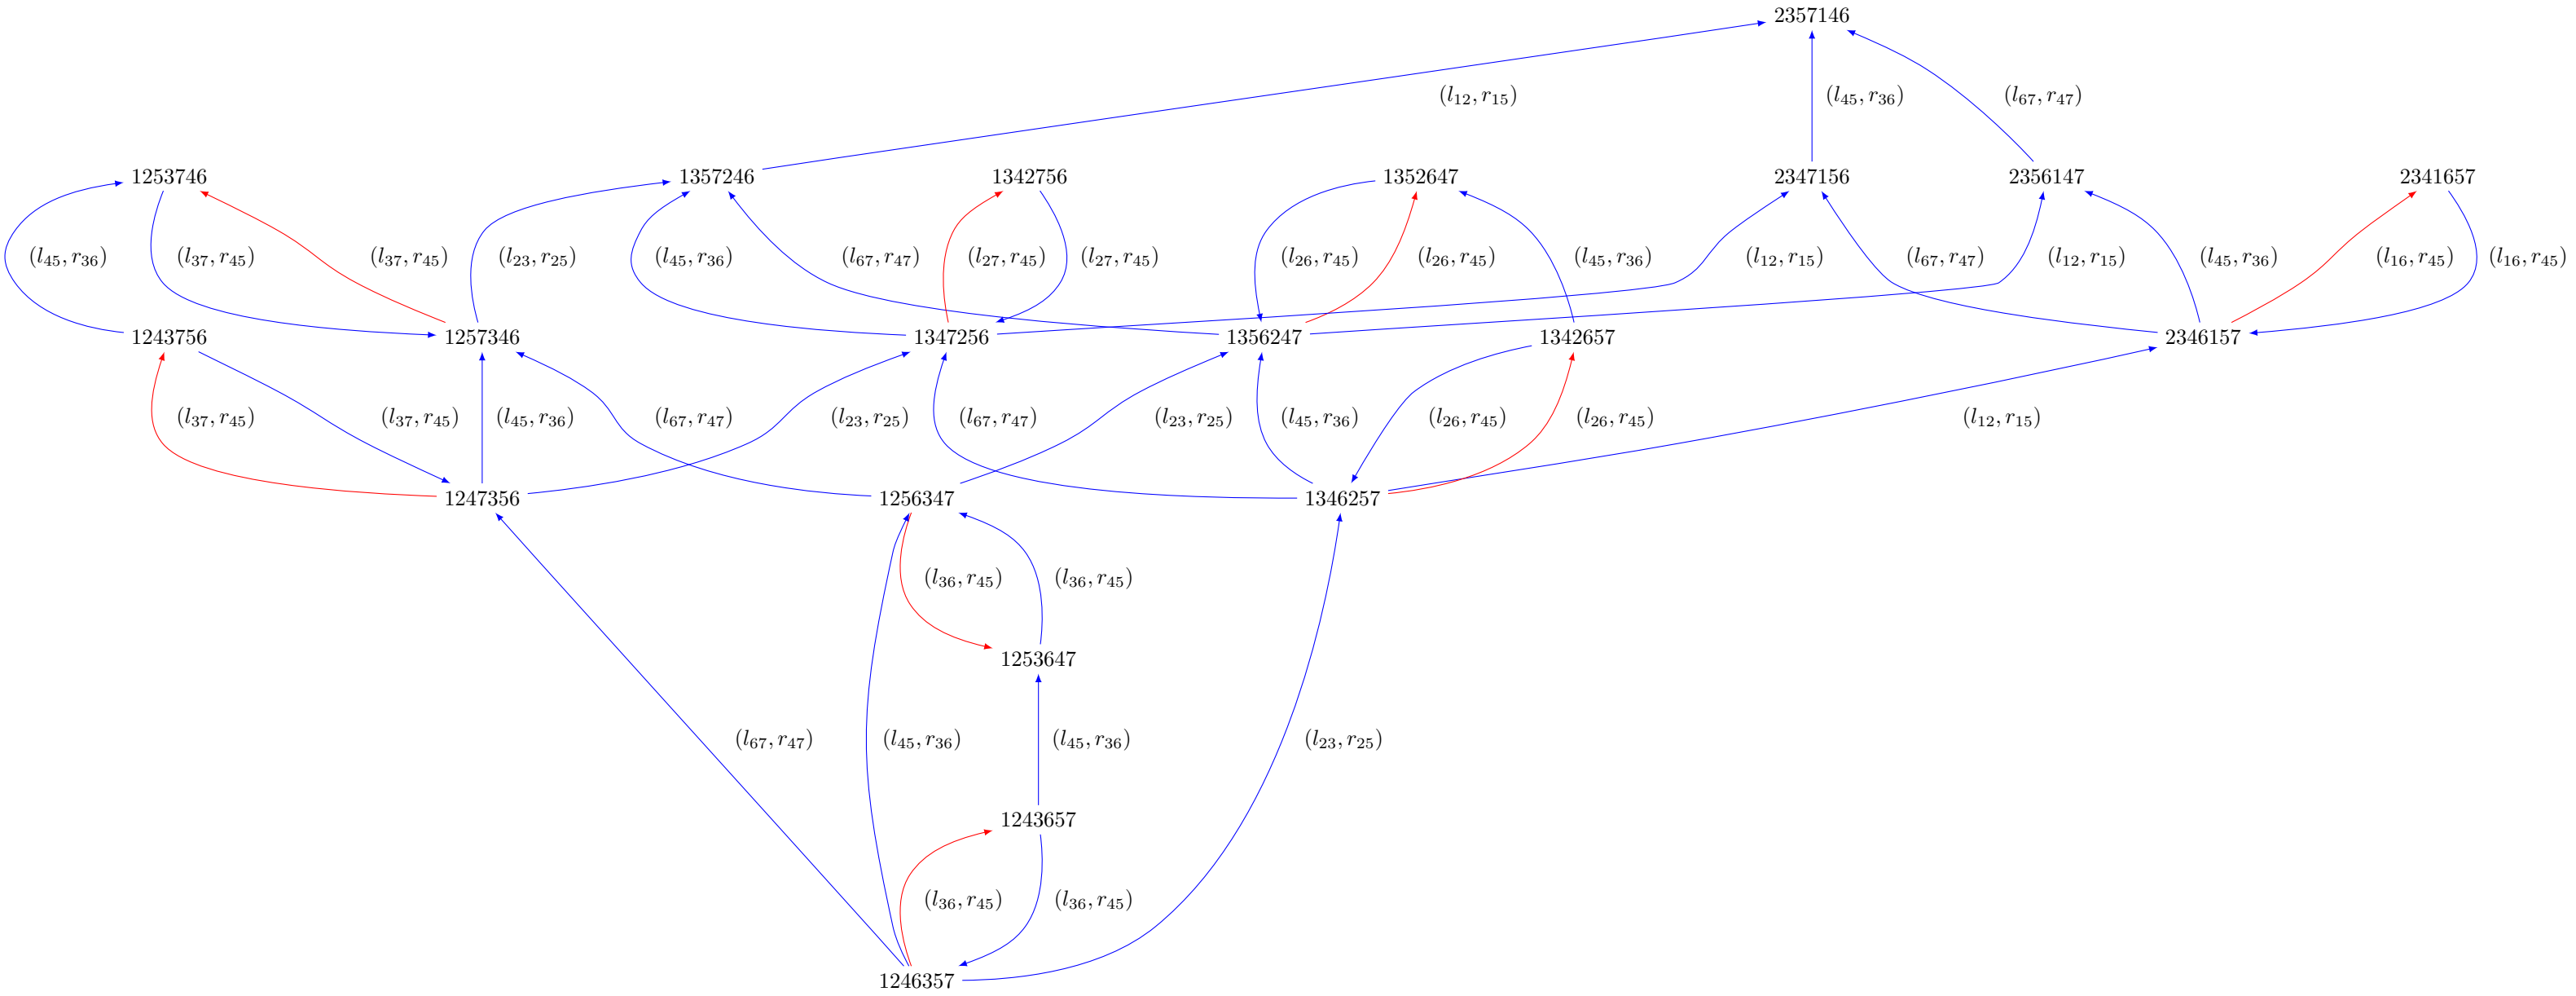 2357146
(l₁₂, r₁₅) (l₄₅, r₃₆) (l₆₇, r₄₇)
1253746 1357246 1342756 1352647 2347156 2356147 2341657
(l₄₅, r₃₆) (l₃₇, r₄₅) (l₃₇, r₄₅) (l₂₃, r₂₅) (l₄₅, r₃₆) (l₆₇, r₄₇) (l₂₇, r₄₅) (l₂₇, r₄₅) (l₂₆, r₄₅) (l₂₆, r₄₅) (l₄₅, r₃₆) (l₁₂, r₁₅) (l₆₇, r₄₇) (l₁₂, r₁₅) (l₄₅, r₃₆) (l₁₆, r₄₅) (l₁₆, r₄₅)
1243756 1257346 1347256 1356247 1342657 2346157
(l₃₇, r₄₅) (l₃₇, r₄₅) (l₄₅, r₃₆) (l₆₇, r₄₇) (l₂₃, r₂₅) (l₆₇, r₄₇) (l₂₃, r₂₅) (l₄₅, r₃₆) (l₂₆, r₄₅) (l₂₆, r₄₅) (l₁₂, r₁₅)
1247356 1256347 1346257
(l₃₆, r₄₅) (l₃₆, r₄₅)
1253647
(l₆₇, r₄₇) (l₄₅, r₃₆) (l₄₅, r₃₆) (l₂₃, r₂₅)
1243657
(l₃₆, r₄₅) (l₃₆, r₄₅)
1246357